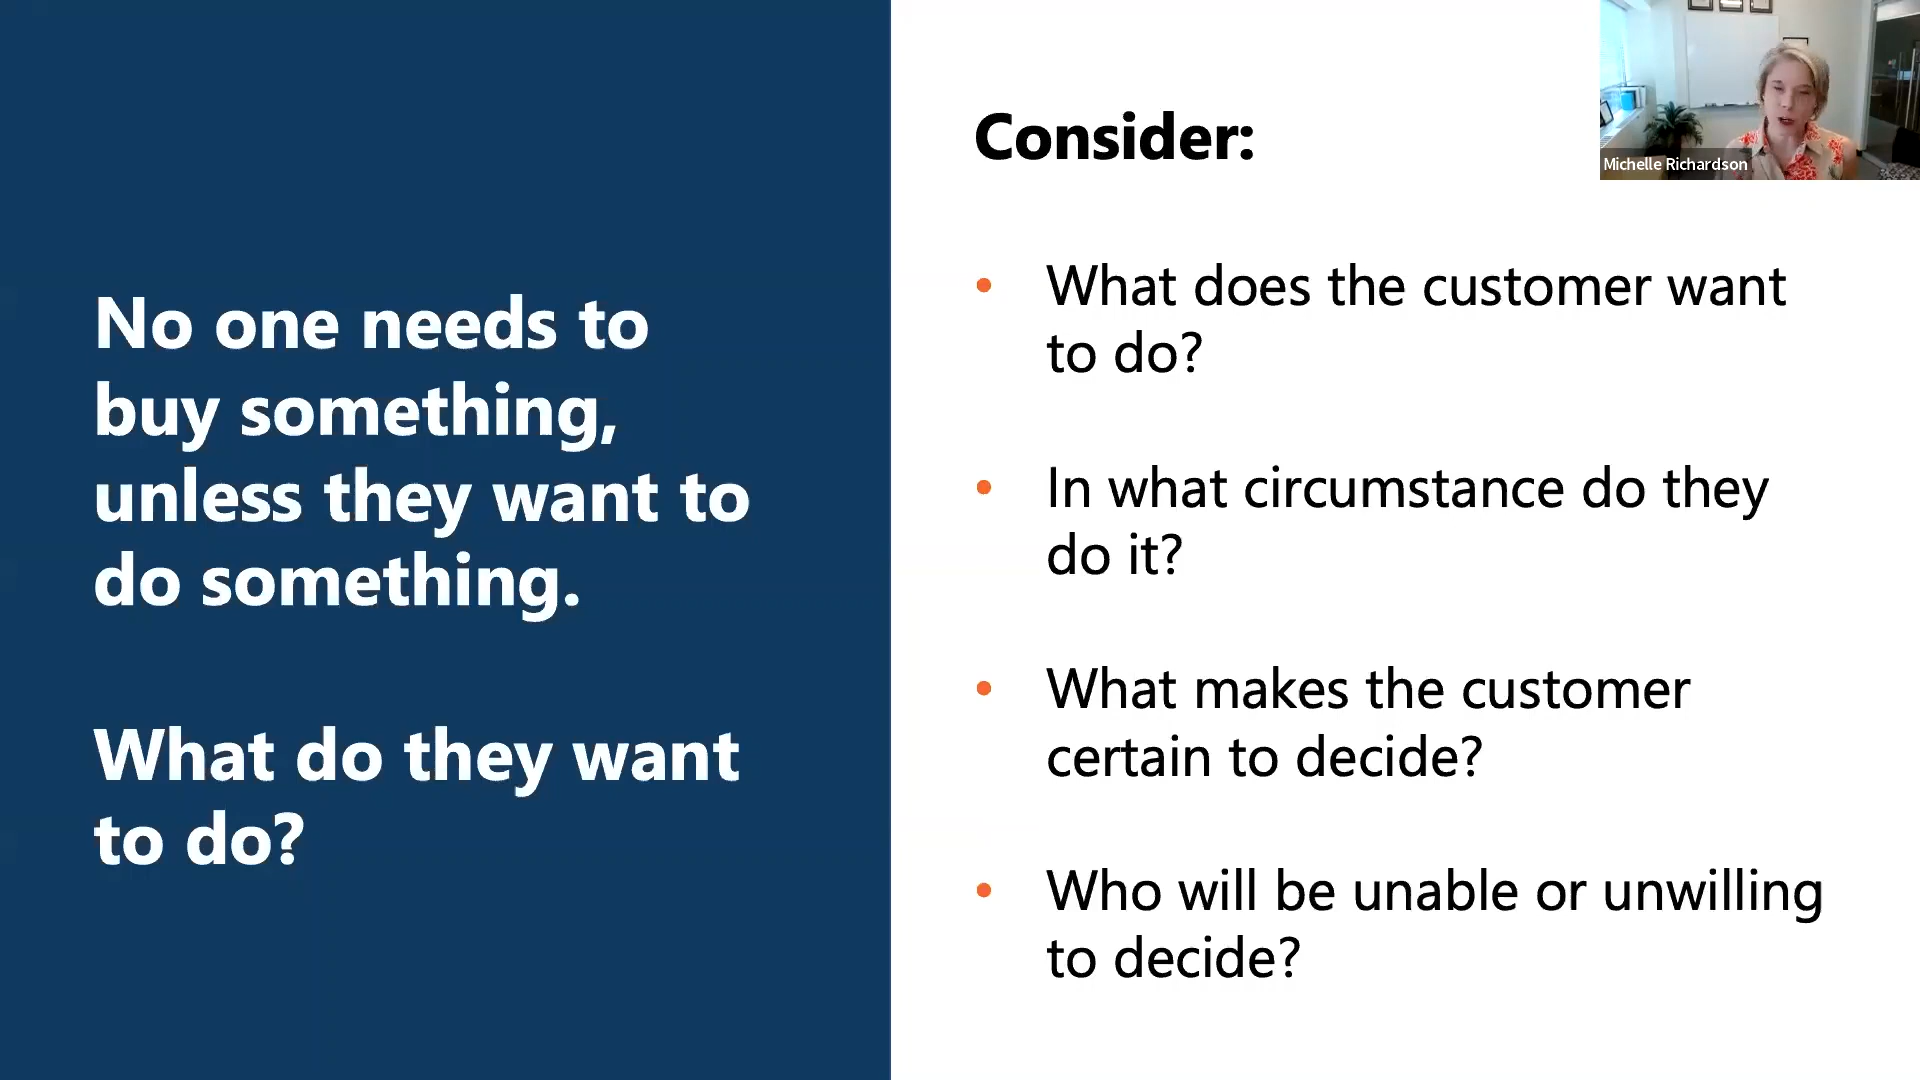 No one needs to
buy something,
unless they want to
do something.
What do they want
to do?
Consider:
• What does the customer want
to do?
• In what circumstance do they
do it?
• What makes the customer
certain to decide?
• Who will be unable or unwilling
to decide?
Michelle Richardson